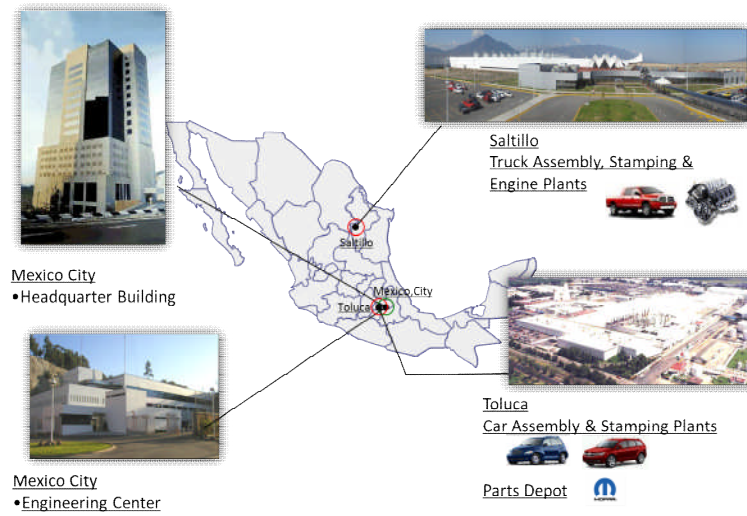 Saltillo
Truck Assembly, Stamping &
Engine Plants
Saltillo
Mexico City
•Headquarter Building
Mexico,City
Toluca
Toluca
Car Assembly & Stamping Plants
Mexico City
•Engineering Center
Parts Depot
MOPAR